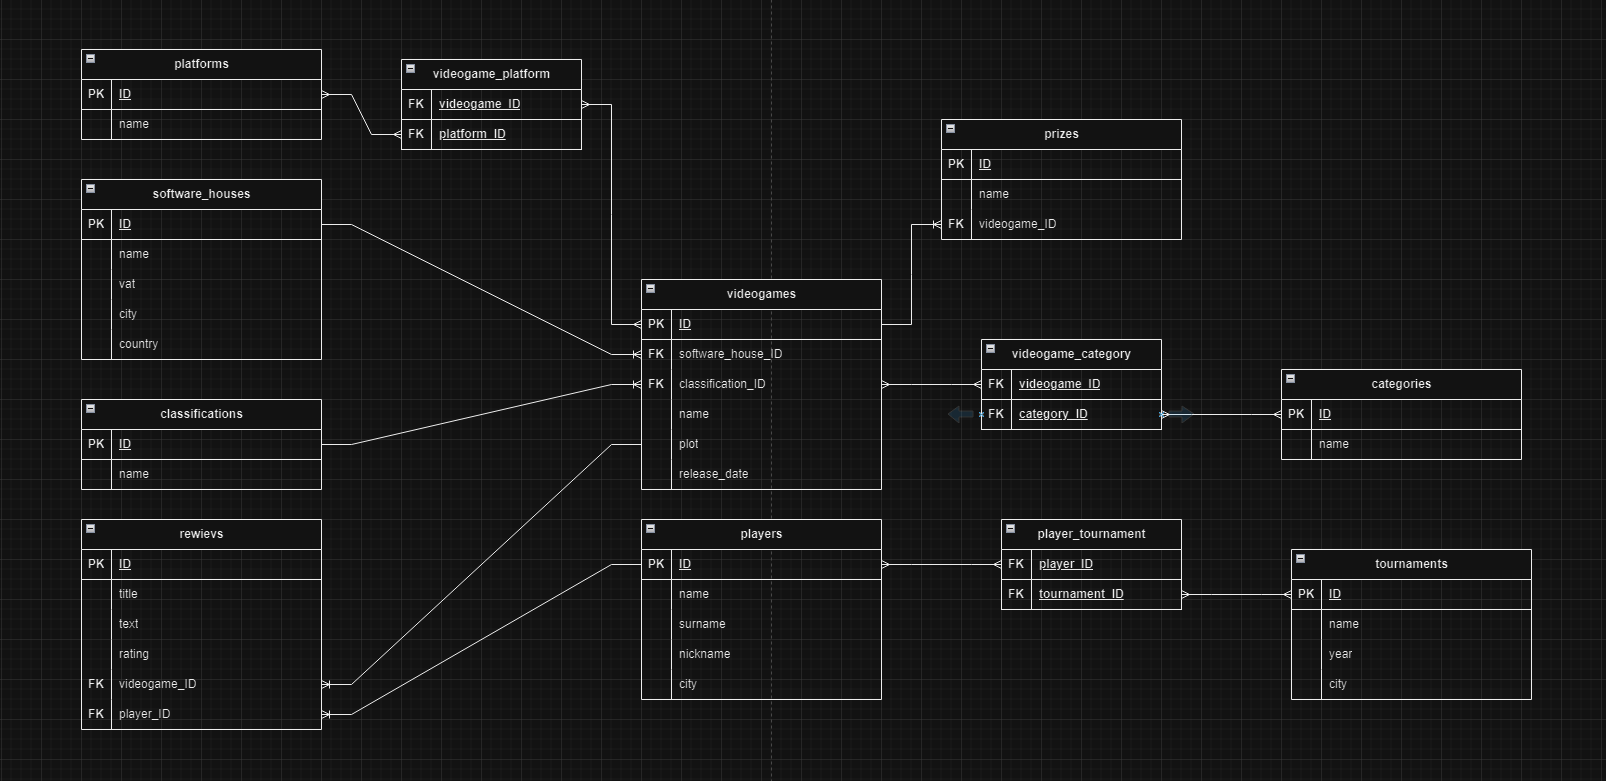 platforms
PK ID
name
videogame_platform
FK videogame_ID
FK platform_ID
software_houses
PK ID
name
vat
city
country
classifications
PK ID
name
rewievs
PK ID
title
text
rating
FK videogame_ID
FK player_ID
videogames
PK ID
FK software_house_ID
FK classification_ID
name
plot
release_date
players
PK ID
name
surname
nickname
city
prizes
PK ID
name
FK videogame_ID
videogame_category
FK videogame_ID
FK category_ID
categories
PK ID
name
player_tournament
FK player_ID
FK tournament_ID
tournaments
PK ID
name
year
city